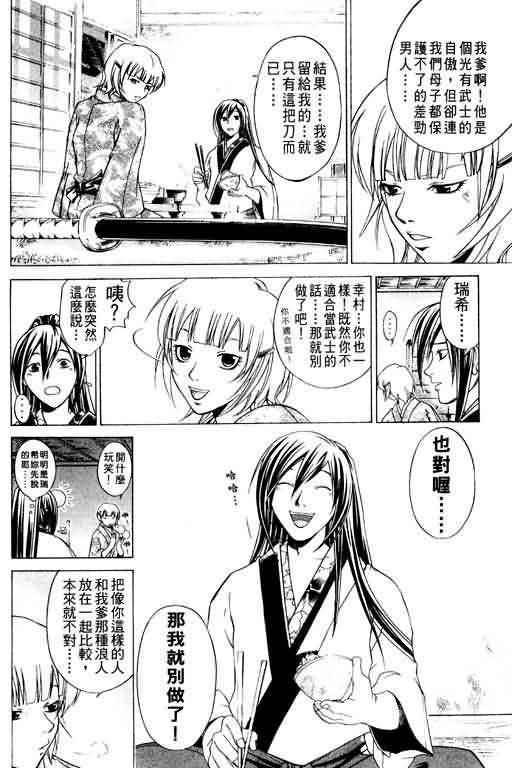 我爹啊！他是
個光有武士的
自傲，但卻連
我們母子都保
護不了的差勁
男人……
結果……我爹
留給我的…就
只有這把刀而
已……
瑞希…
……
幸村…你也一
樣！既然你不
適合當武士的
話…那就別
做了吧！
你不適合啦！
咦？
怎麼突然
這麼說…
……
也對喔……
哈
哈…
那我就別做了！
開什麼
玩笑！
明明是瑞
希妳先說
的耶……
把像你這樣的人
和我爹那種浪人
放在一起比較，
本來就不對……